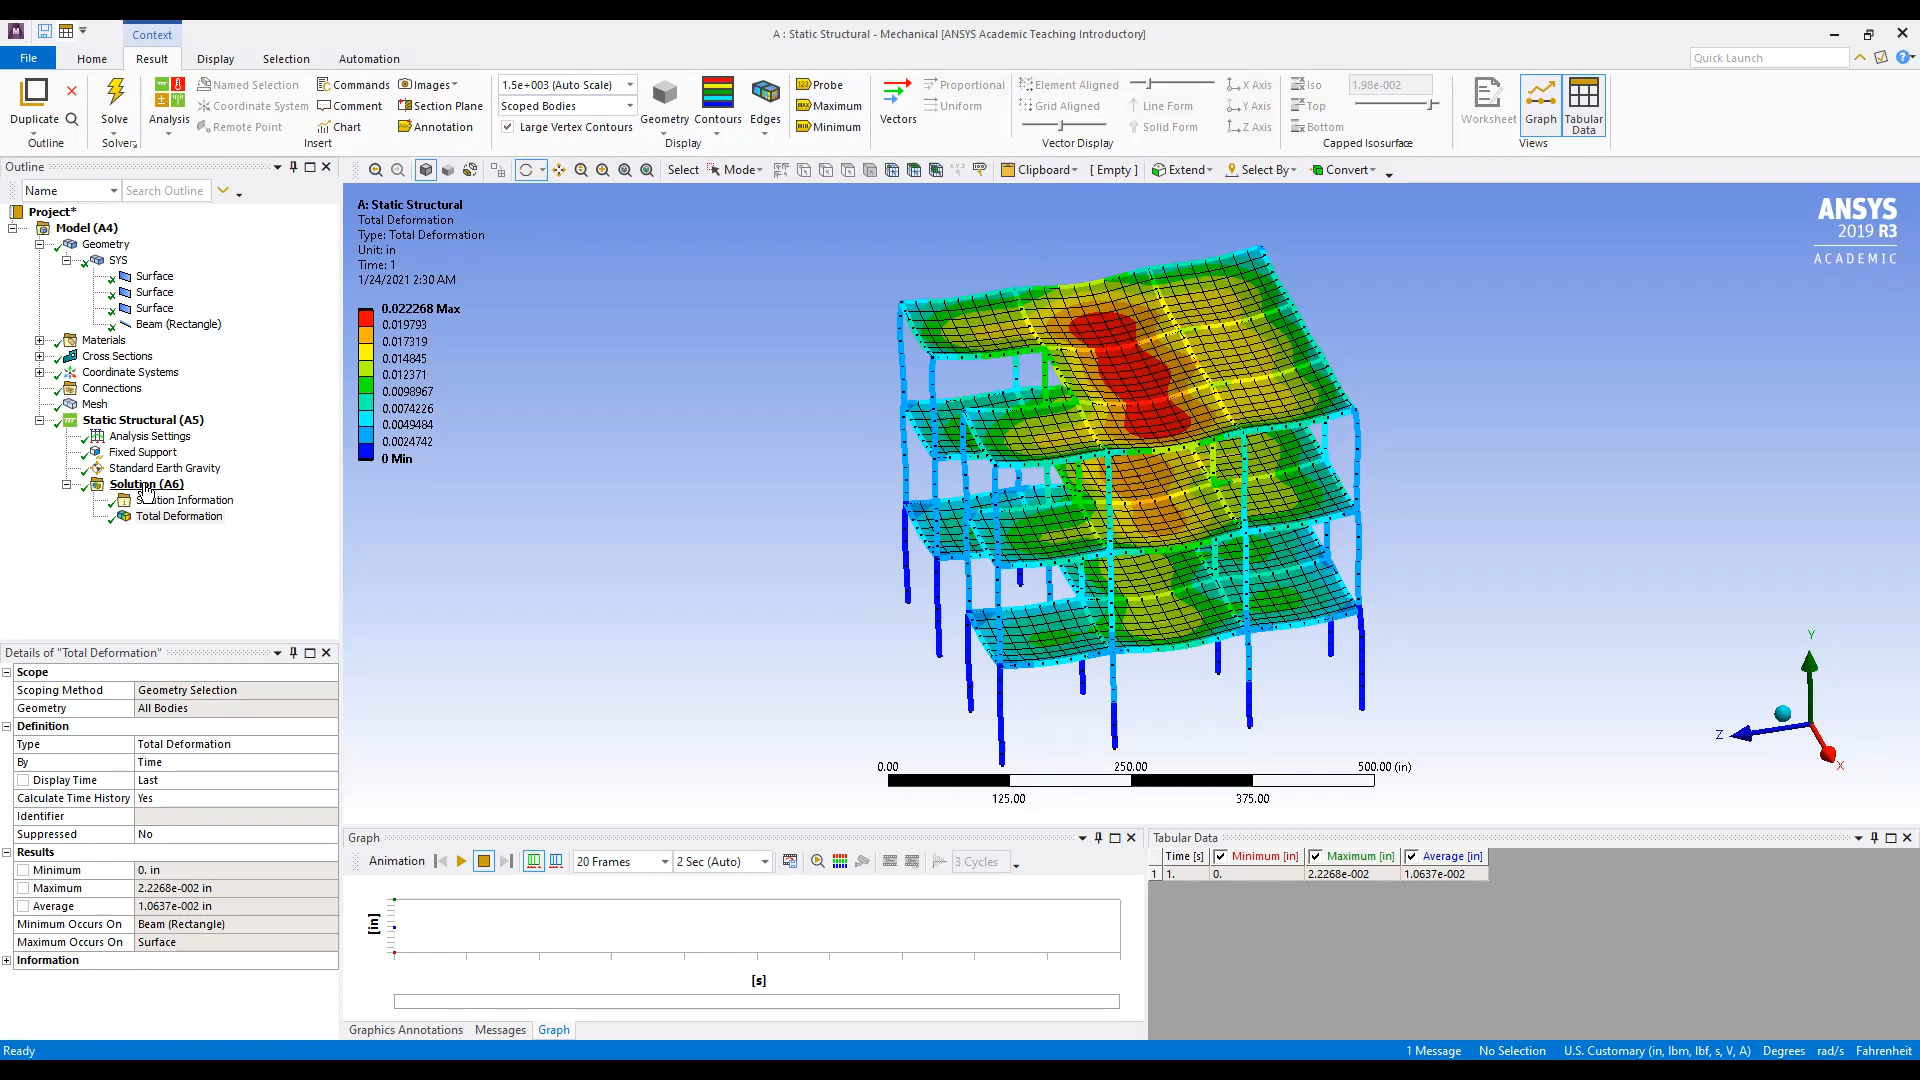 Context
A : Static Structural - Mechanical [ANSYS Academic Teaching Introductory]
File
Home
Result
Display
Selection
Automation
Quick Launch
Duplicate
Outline
Solve
Solver
Analysis
Named Selection
Coordinate System
Remote Point
Commands
Comment
Chart
Images
Section Plane
Annotation
Insert
1.5e+003 (Auto Scale)
Scoped Bodies
Large Vertex Contours
Geometry
Contours
Edges
Display
Probe
Maximum
Minimum
Vectors
Proportional
Uniform
Element Aligned
Grid Aligned
Line Form
Solid Form
X Axis
Y Axis
Z Axis
Vector Display
Iso
Top
Bottom
1.98e-002
Capped Isosurface
Worksheet
Graph
Tabular Data
Views
Outline
Name
Search Outline
Select
Mode
Clipboard
[ Empty ]
Extend
Select By
Convert
Project*
Model (A4)
Geometry
SYS
Surface
Surface
Surface
Beam (Rectangle)
Materials
Cross Sections
Coordinate Systems
Connections
Mesh
Static Structural (A5)
Analysis Settings
Fixed Support
Standard Earth Gravity
Solution (A6)
Total Deformation
A: Static Structural
Total Deformation
Type: Total Deformation
Unit: in
Time: 1
1/24/2021 2:30 AM
0.022268 Max
0.019793
0.017319
0.014845
0.012371
0.0098967
0.0074226
0.0049484
0.0024742
0 Min
ANSYS
2019 R3
ACADEMIC
Y
Z
X
0.00
250.00
500.00 (in)
125.00
375.00
Details of "Total Deformation"
Scope
Scoping Method Geometry Selection
Geometry All Bodies
Definition
Type Total Deformation
By Time
Display Time Last
Calculate Time History Yes
Identifier
Suppressed No
Results
Minimum 0. in
Maximum 2.2268e-002 in
Average 1.0637e-002 in
Minimum Occurs On Beam (Rectangle)
Maximum Occurs On Surface
Information
Graph
Animation
20 Frames
2 Sec (Auto)
3 Cycles
[in]
[s]
Graphics Annotations
Messages
Graph
Tabular Data
Time [s] Minimum [in] Maximum [in] Average [in]
1 1. 0. 2.2268e-002 1.0637e-002
Ready
1 Message
No Selection
U.S. Customary (in, lbm, lbf, s, V, A)
Degrees
rad/s
Fahrenheit